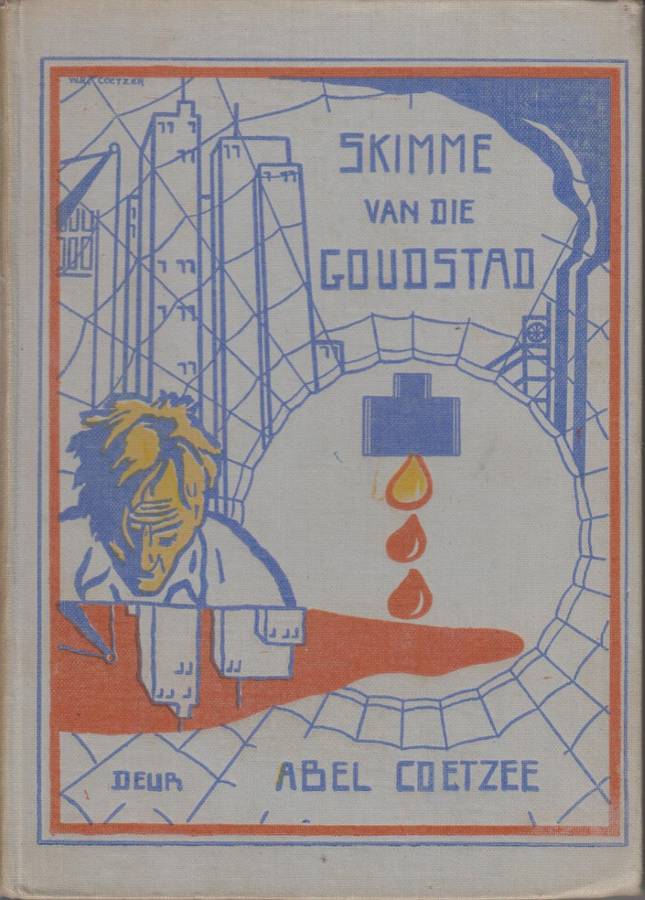 W.H. COETZER
SKIMME
VAN DIE
GOUDSTAD
DEUR
ABEL COETZEE